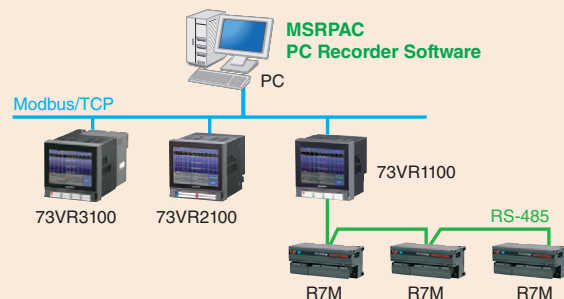 MSRPAC
PC Recorder Software
PC
Modbus/TCP
73VR3100
73VR2100
73VR1100
RS-485
R7M
R7M
R7M